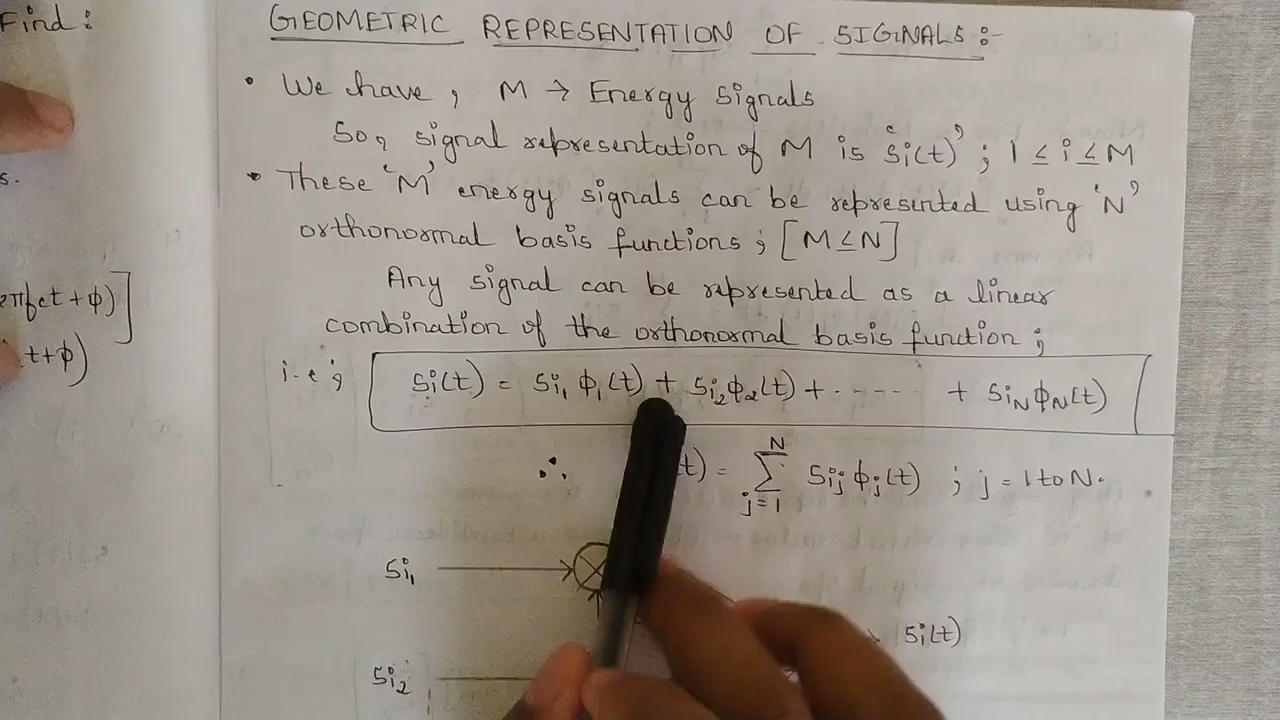 Find:
s.
t+φ)
GEOMETRIC REPRESENTATION OF SIGNALS:-
• We have, M → Energy Signals
So, signal representation of M is 'Si(t)'; 1 ≤ i ≤ M
• These 'M' energy signals can be represented using 'N'
orthonormal basis functions; [M ≤ N]
Any signal can be represented as a linear
combination of the orthonormal basis function;
i.e, Si(t) = Si₁ φ₁(t) + Si₂ φ₂(t) + ----- + SiN φN(t)
∴ t) = Σ_{j=1}^{N} Sij φj(t) ; j = 1 to N.
Si₁
Si(t)
Si₂